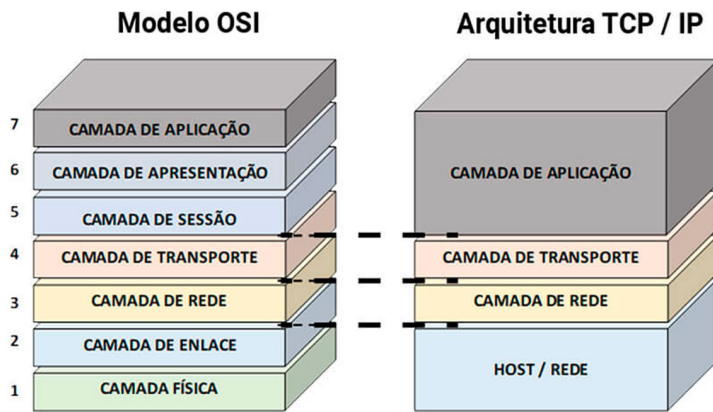 Modelo OSI
Arquitetura TCP / IP
7
CAMADA DE APLICAÇÃO
6
CAMADA DE APRESENTAÇÃO
5
CAMADA DE SESSÃO
4
CAMADA DE TRANSPORTE
3
CAMADA DE REDE
2
CAMADA DE ENLACE
1
CAMADA FÍSICA
CAMADA DE APLICAÇÃO
CAMADA DE TRANSPORTE
CAMADA DE REDE
HOST / REDE